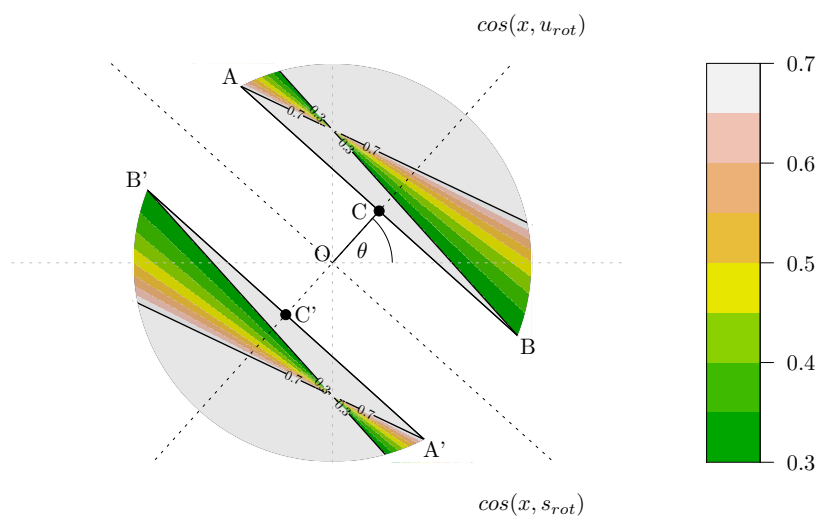 cos(x, u_rot)
0.7
A
0.7
0.3
0.3
0.7
0.6
B'
C
O
θ
0.5
C'
B
0.4
0.7
0.3
0.3
0.7
A'
0.3
cos(x, s_rot)